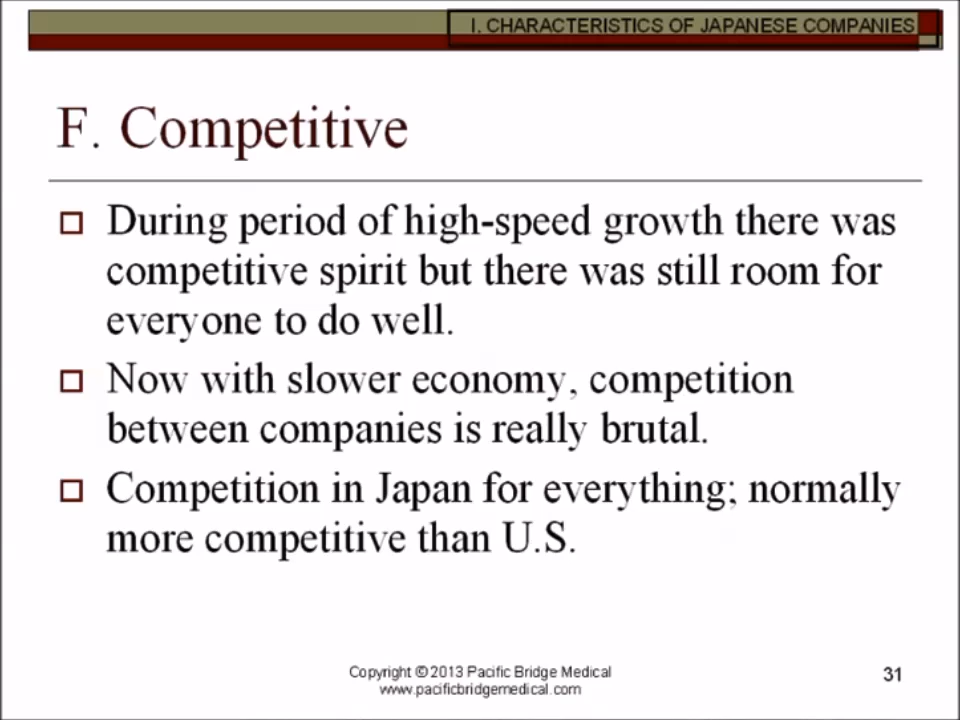 I. CHARACTERISTICS OF JAPANESE COMPANIES
F. Competitive
During period of high-speed growth there was
competitive spirit but there was still room for
everyone to do well.
Now with slower economy, competition
between companies is really brutal.
Competition in Japan for everything; normally
more competitive than U.S.
Copyright © 2013 Pacific Bridge Medical
www.pacificbridgemedical.com
31